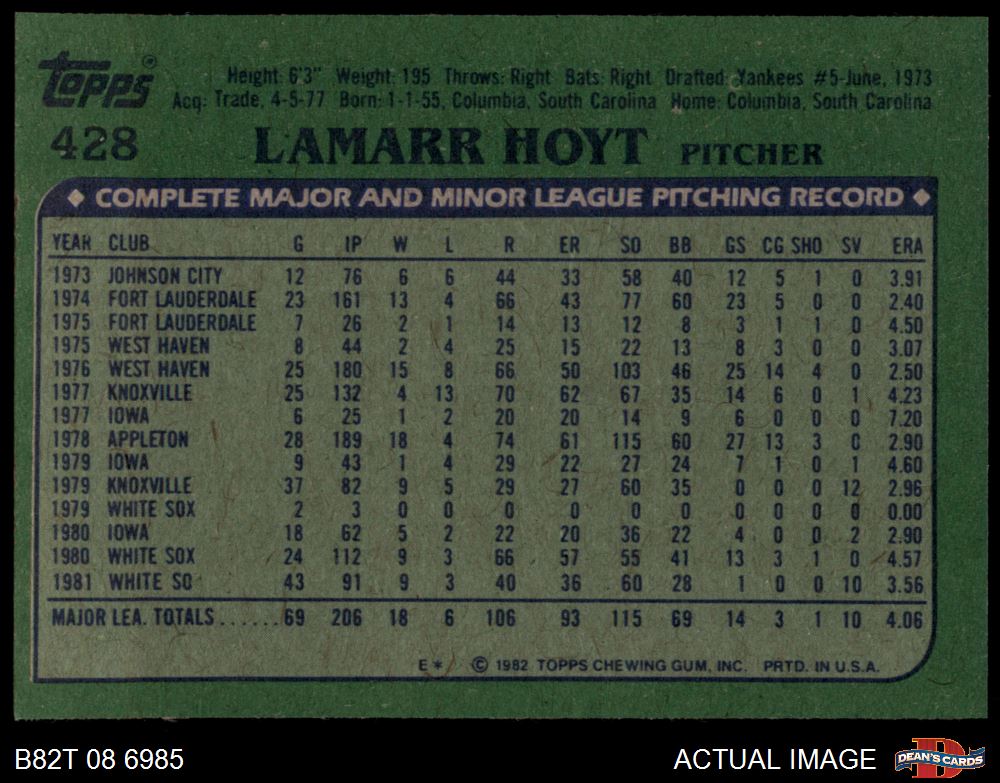 Topps®
Height: 6'3" Weight: 195 Throws: Right Bats: Right Drafted: Yankees #5-June, 1973
Acq: Trade, 4-5-77 Born: 1-1-55, Columbia, South Carolina Home: Columbia, South Carolina
428 LAMARR HOYT PITCHER
◆ COMPLETE MAJOR AND MINOR LEAGUE PITCHING RECORD ◆
YEAR CLUB G IP W L R ER SO BB GS CG SHO SV ERA
1973 JOHNSON CITY 12 76 6 6 44 33 58 40 12 5 1 0 3.91
1974 FORT LAUDERDALE 23 161 13 4 66 43 77 60 23 5 0 0 2.40
1975 FORT LAUDERDALE 7 26 2 1 14 13 12 8 3 1 1 0 4.50
1975 WEST HAVEN 8 44 2 4 25 15 22 13 8 3 0 0 3.07
1976 WEST HAVEN 25 180 15 8 66 50 103 46 25 14 4 0 2.50
1977 KNOXVILLE 25 132 4 13 70 62 67 35 14 6 0 1 4.23
1977 IOWA 6 25 1 2 20 20 14 9 6 0 0 0 7.20
1978 APPLETON 28 189 18 4 74 61 115 60 27 13 3 0 2.90
1979 IOWA 9 43 1 4 29 22 27 24 7 1 0 1 4.60
1979 KNOXVILLE 37 82 9 5 29 27 60 35 0 0 0 12 2.96
1979 WHITE SOX 2 3 0 0 0 0 0 0 0 0 0 0 0.00
1980 IOWA 18 62 5 2 22 20 36 22 4 0 0 2 2.90
1980 WHITE SOX 24 112 9 3 66 57 55 41 13 3 1 0 4.57
1981 WHITE SO 43 91 9 3 40 36 60 28 1 0 0 10 3.56
MAJOR LEA. TOTALS......69 206 18 6 106 93 115 69 14 3 1 10 4.06
E* © 1982 TOPPS CHEWING GUM, INC. PRTD. IN U.S.A.
B82T 08 6985 ACTUAL IMAGE D DEAN'S CARDS